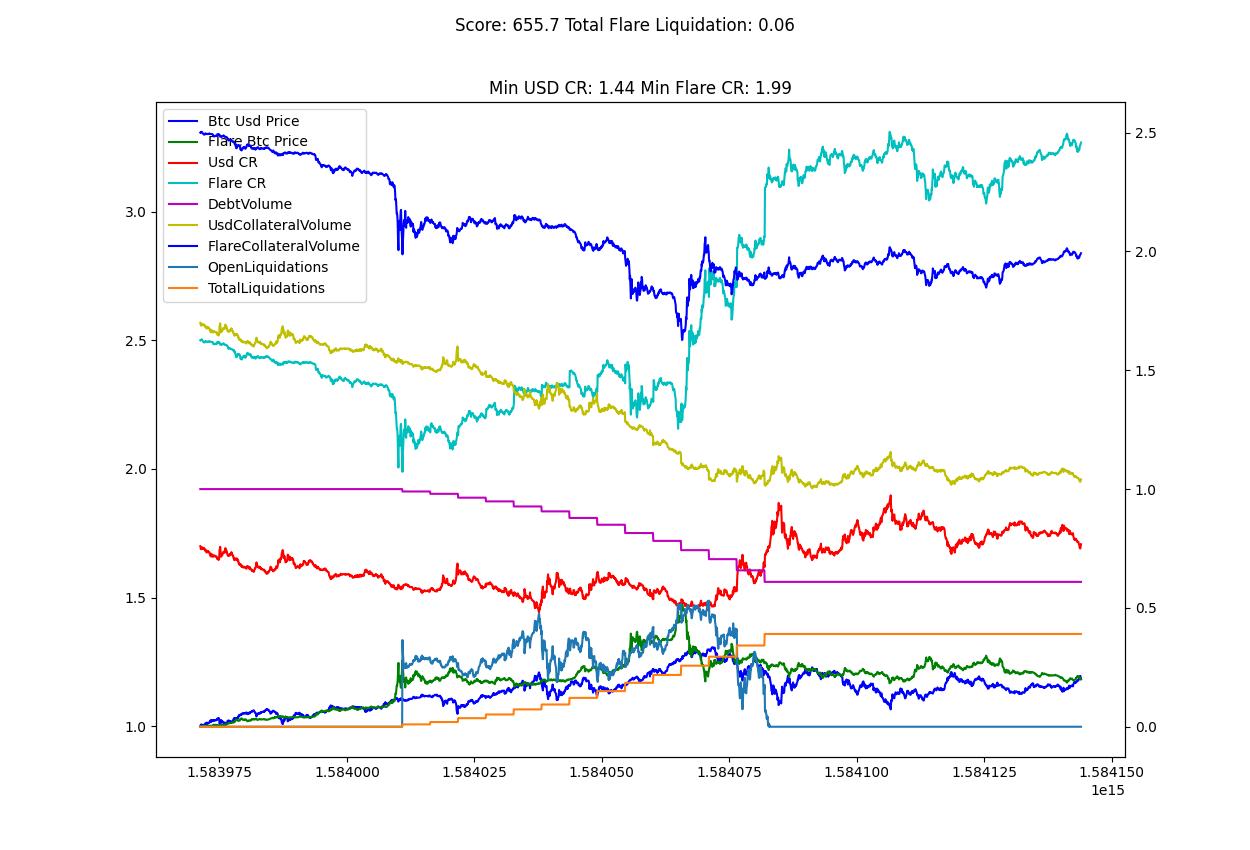 Score: 655.7 Total Flare Liquidation: 0.06
Min USD CR: 1.44 Min Flare CR: 1.99
Btc Usd Price
Flare Btc Price
Usd CR
Flare CR
DebtVolume
UsdCollateralVolume
FlareCollateralVolume
OpenLiquidations
TotalLiquidations
3.0
2.5
2.0
1.5
1.0
2.5
2.0
1.5
1.0
0.5
0.0
1.583975 1.584000 1.584025 1.584050 1.584075 1.584100 1.584125 1.584150
1e15